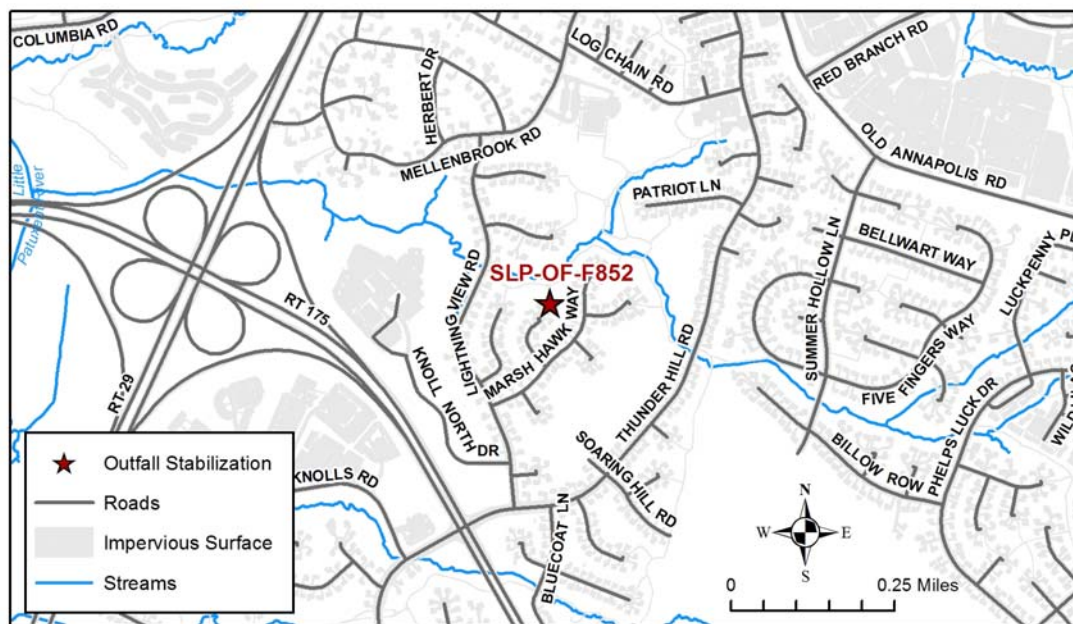 COLUMBIA RD
HERBERT DR
LOG CHAIN RD
RED BRANCH RD
OLD ANNAPOLIS RD
MELLENBROOK RD
Little
Patuxent River
PATRIOT LN
BELLWART WAY
LUCKPENNY
SUMMER HOLLOW LN
SLP-OF-F852
LIGHTNING VIEW RD
RT 175
MARSH HAWK WAY
KNOLL NORTH DR
THUNDER HILL RD
FIVE FINGERS WAY
RT-29
SOARING HILL RD
BILLOW ROW
PHELPS LUCK DR
KNOLLS RD
BLUECOAT LN
Outfall Stabilization
Roads
Impervious Surface
Streams
N
W
E
S
0
0.25 Miles